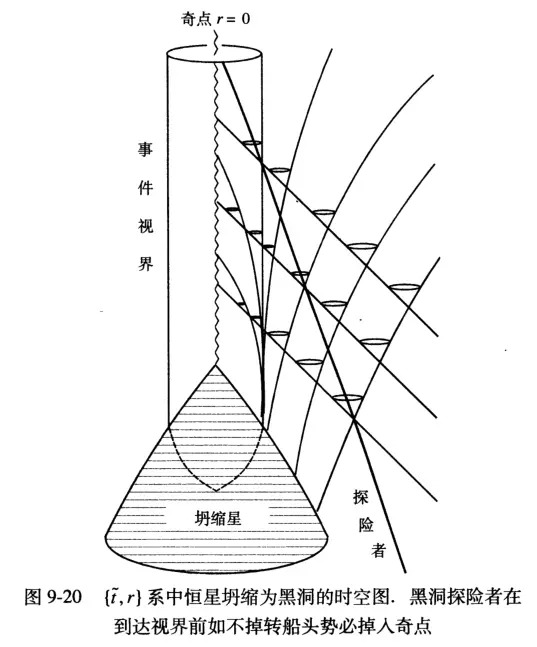 奇点 r = 0
事件视界
坍缩星
探险者
图 9-20 {t̃, r} 系中恒星坍缩为黑洞的时空图. 黑洞探险者在
到达视界前如不掉转船头势必掉入奇点